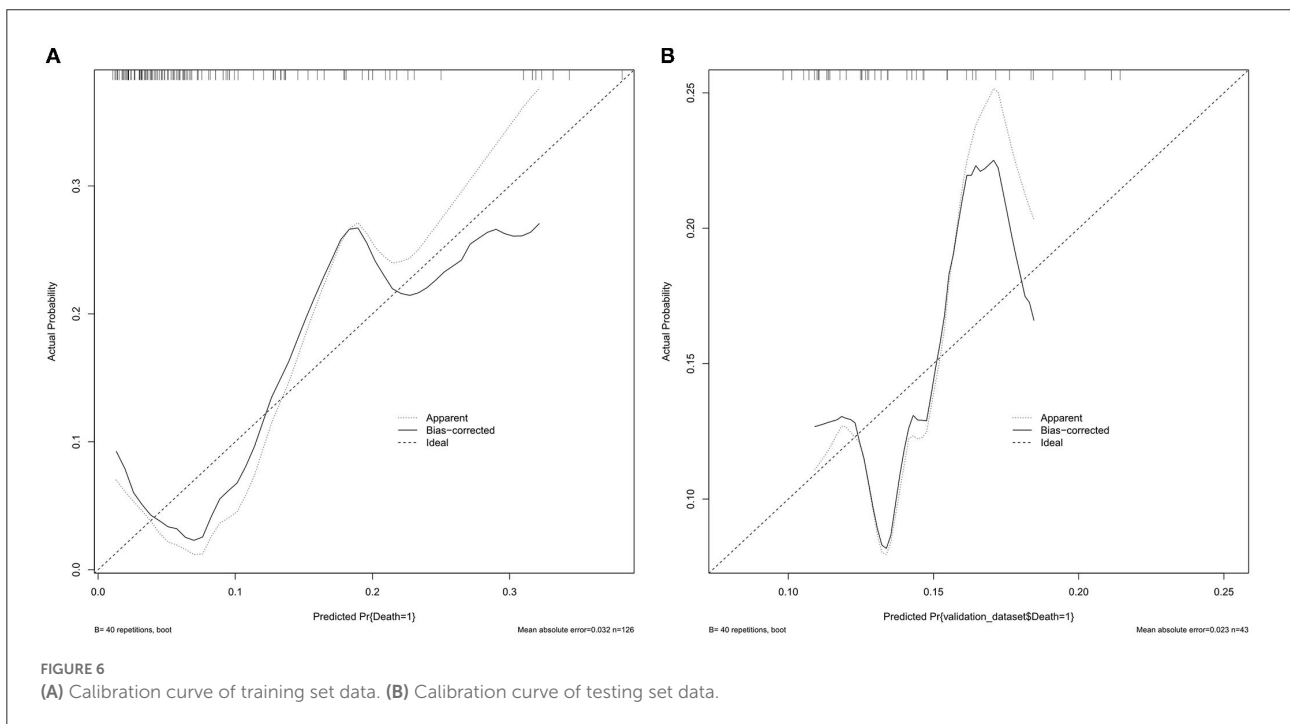 A
0.3
0.2
0.1
0.0
Actual Probability
Apparent
Bias−corrected
Ideal
0.0 0.1 0.2 0.3
Predicted Pr{Death=1}
B= 40 repetitions, boot
Mean absolute error=0.032 n=126
B
0.25
0.20
0.15
0.10
Actual Probability
Apparent
Bias−corrected
Ideal
0.10 0.15 0.20 0.25
Predicted Pr{validation_dataset$Death=1}
B= 40 repetitions, boot
Mean absolute error=0.023 n=43
FIGURE 6
(A) Calibration curve of training set data. (B) Calibration curve of testing set data.